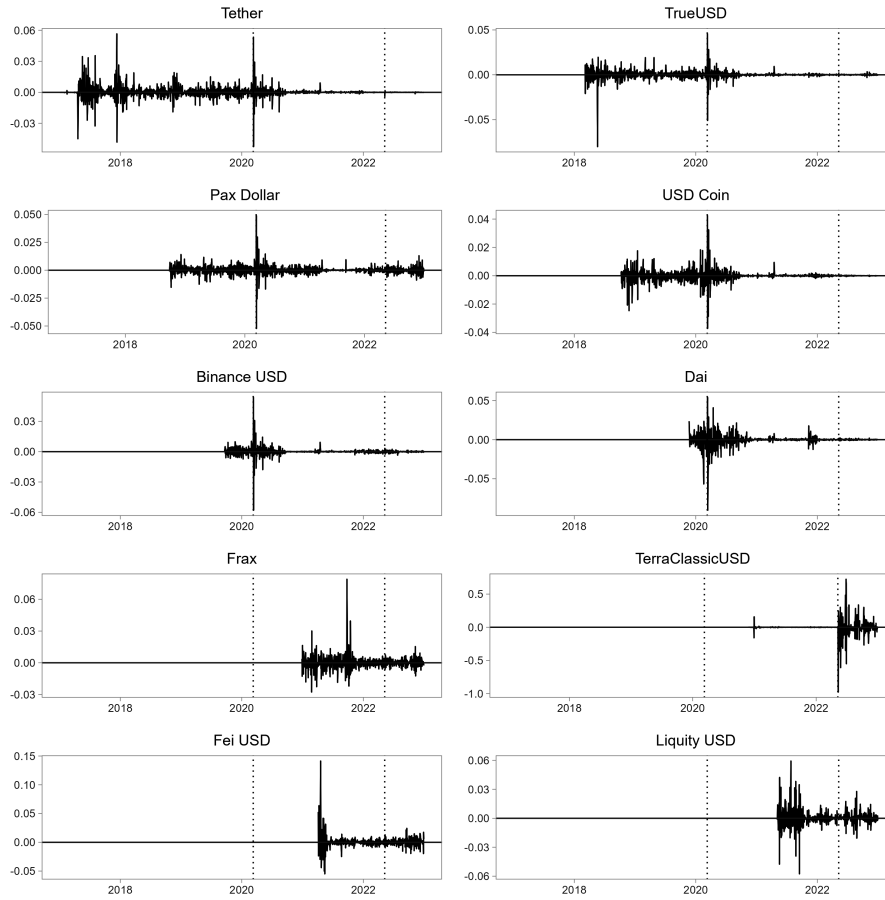 Tether
0.06
0.03
0.00
-0.03
2018 2020 2022
TrueUSD
0.05
0.00
-0.05
2018 2020 2022
Pax Dollar
0.050
0.025
0.000
-0.025
-0.050
2018 2020 2022
USD Coin
0.04
0.02
0.00
-0.02
-0.04
2018 2020 2022
Binance USD
0.03
0.00
-0.03
-0.06
2018 2020 2022
Dai
0.05
0.00
-0.05
2018 2020 2022
Frax
0.06
0.03
0.00
-0.03
2018 2020 2022
TerraClassicUSD
0.5
0.0
-0.5
-1.0
2018 2020 2022
Fei USD
0.15
0.10
0.05
0.00
-0.05
2018 2020 2022
Liquity USD
0.06
0.03
0.00
-0.03
-0.06
2018 2020 2022